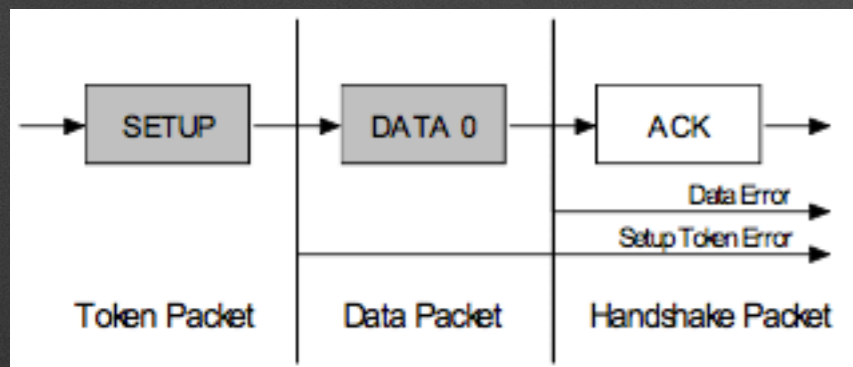 SETUP
DATA 0
ACK
Data Error
Setup Token Error
Token Packet
Data Packet
Handshake Packet